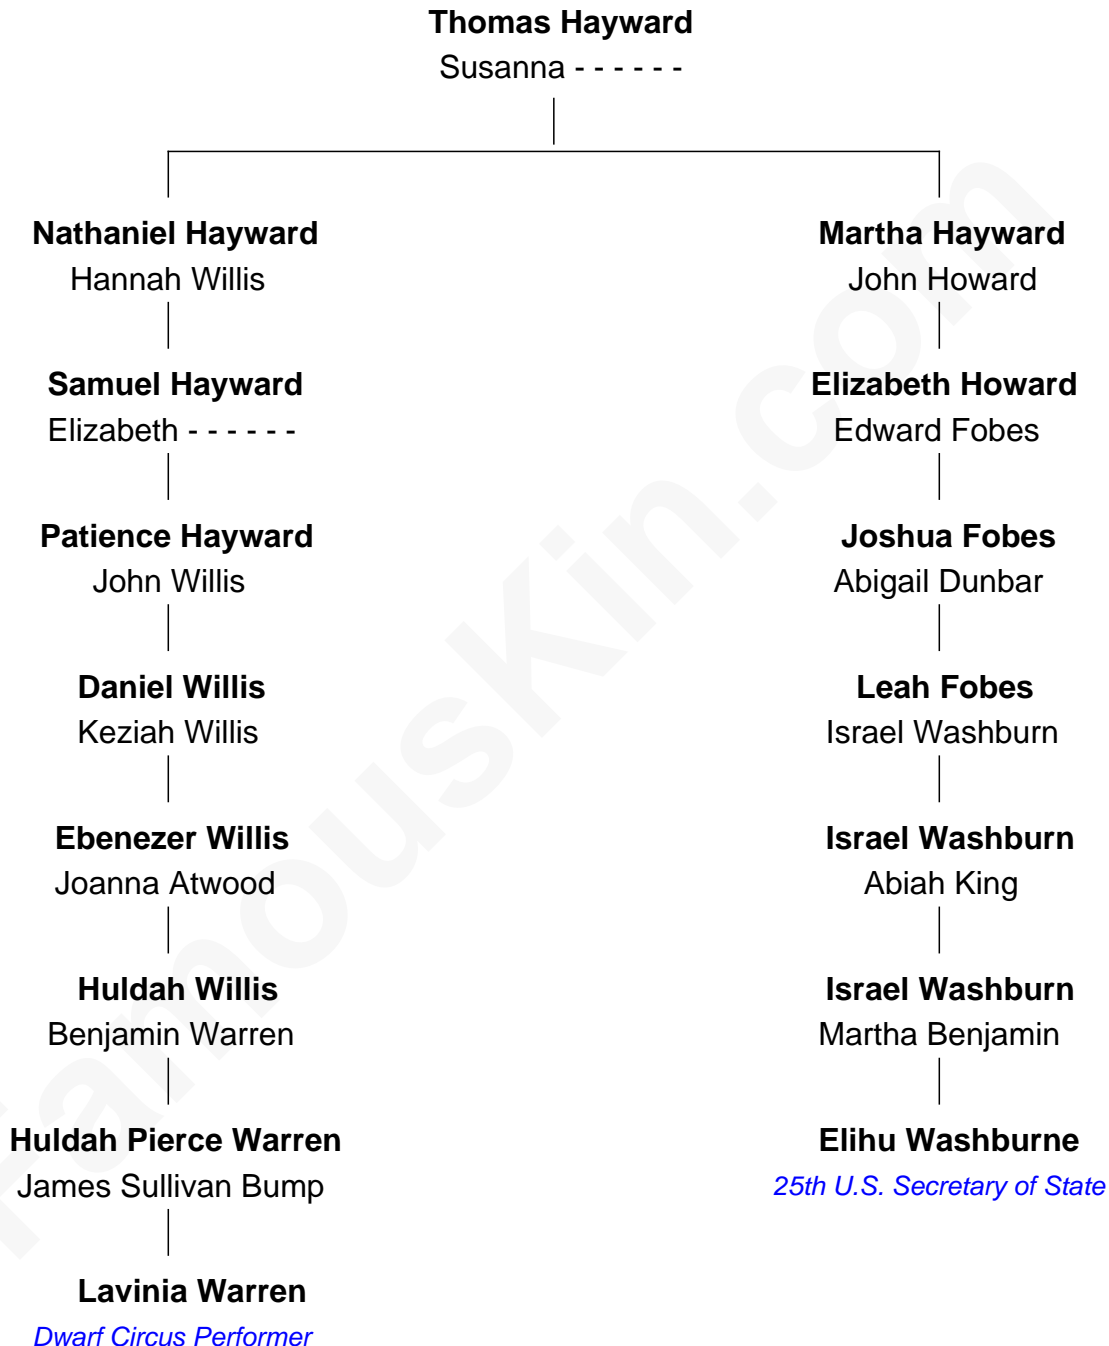 Thomas Hayward
Susanna - - - - - -
Nathaniel Hayward
Hannah Willis
Martha Hayward
John Howard
Samuel Hayward
Elizabeth - - - - - -
Elizabeth Howard
Edward Fobes
Patience Hayward
John Willis
Joshua Fobes
Abigail Dunbar
Daniel Willis
Keziah Willis
Leah Fobes
Israel Washburn
Ebenezer Willis
Joanna Atwood
Israel Washburn
Abiah King
Huldah Willis
Benjamin Warren
Israel Washburn
Martha Benjamin
Huldah Pierce Warren
James Sullivan Bump
Elihu Washburne
25th U.S. Secretary of State
Lavinia Warren
Dwarf Circus Performer
FamousKin.com